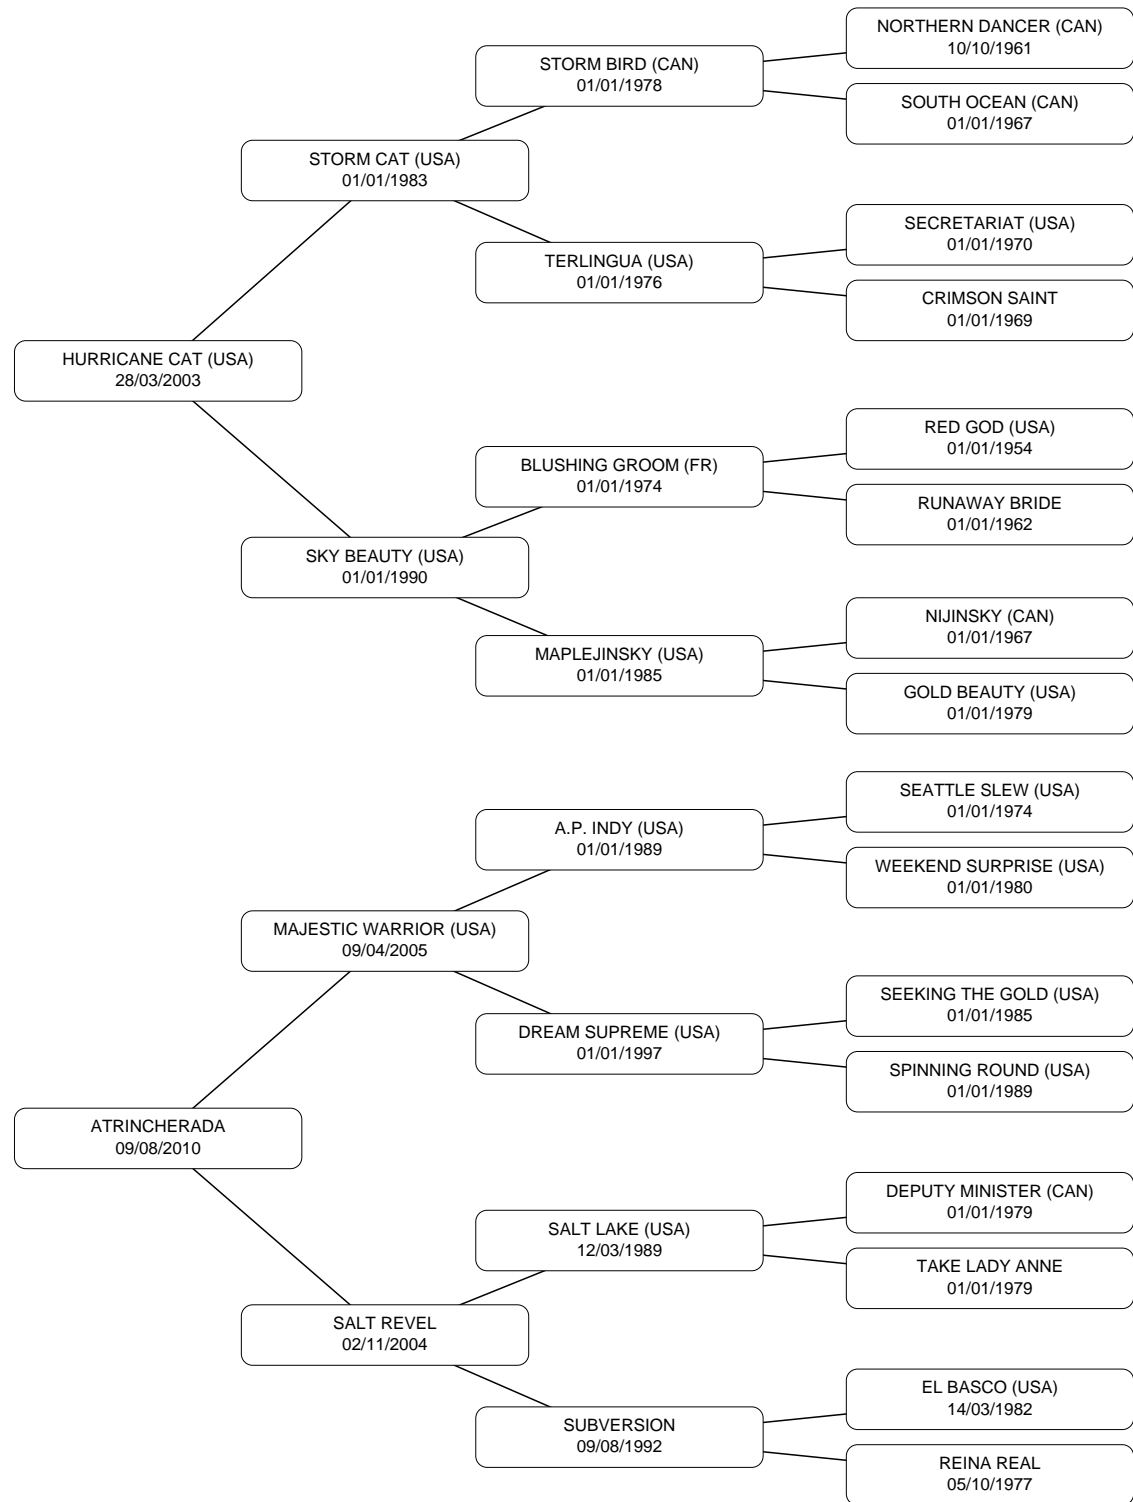 NORTHERN DANCER (CAN)
10/10/1961
STORM BIRD (CAN)
01/01/1978
SOUTH OCEAN (CAN)
01/01/1967
STORM CAT (USA)
01/01/1983
SECRETARIAT (USA)
01/01/1970
TERLINGUA (USA)
01/01/1976
CRIMSON SAINT
01/01/1969
HURRICANE CAT (USA)
28/03/2003
RED GOD (USA)
01/01/1954
BLUSHING GROOM (FR)
01/01/1974
RUNAWAY BRIDE
01/01/1962
SKY BEAUTY (USA)
01/01/1990
NIJINSKY (CAN)
01/01/1967
MAPLEJINSKY (USA)
01/01/1985
GOLD BEAUTY (USA)
01/01/1979
SEATTLE SLEW (USA)
01/01/1974
A.P. INDY (USA)
01/01/1989
WEEKEND SURPRISE (USA)
01/01/1980
MAJESTIC WARRIOR (USA)
09/04/2005
SEEKING THE GOLD (USA)
01/01/1985
DREAM SUPREME (USA)
01/01/1997
SPINNING ROUND (USA)
01/01/1989
ATRINCHERADA
09/08/2010
DEPUTY MINISTER (CAN)
01/01/1979
SALT LAKE (USA)
12/03/1989
TAKE LADY ANNE
01/01/1979
SALT REVEL
02/11/2004
EL BASCO (USA)
14/03/1982
SUBVERSION
09/08/1992
REINA REAL
05/10/1977